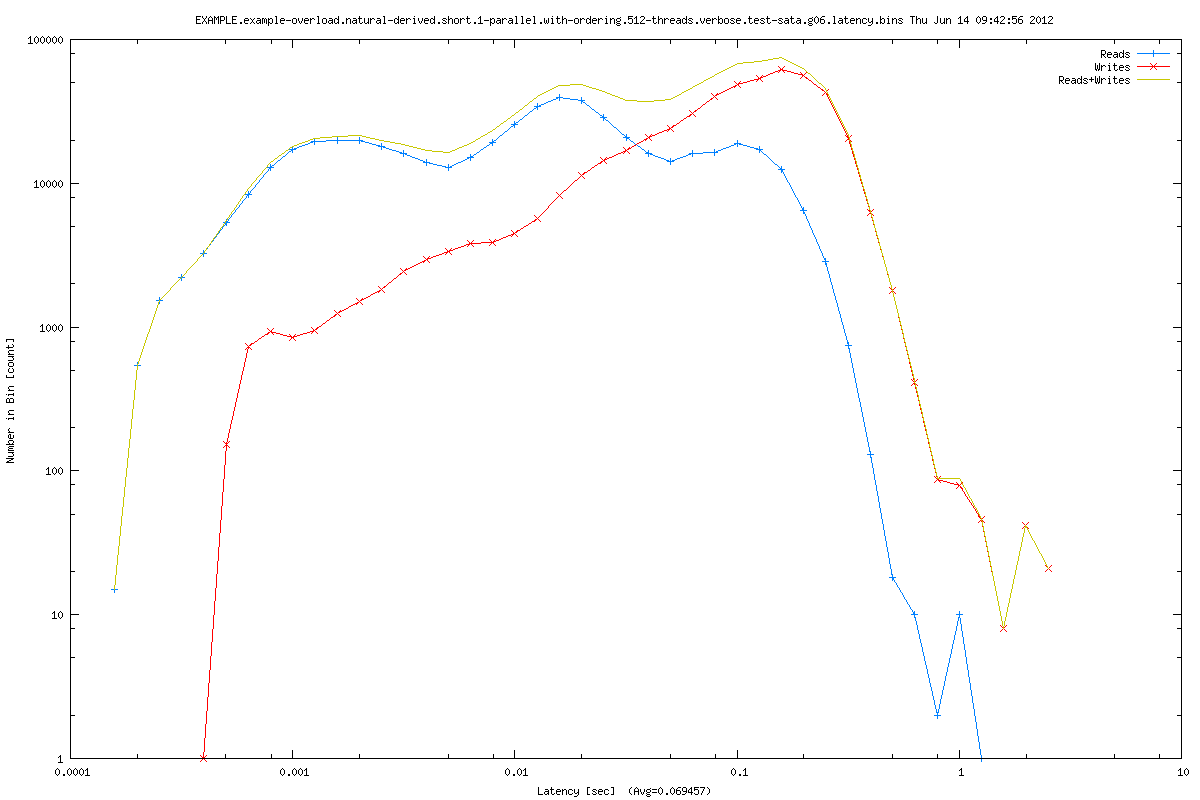 EXAMPLE.example-overload.natural-derived.short.1-parallel.with-ordering.512-threads.verbose.test-sata.g06.latency.bins Thu Jun 14 09:42:56 2012
100000
Reads
Writes
Reads+Writes
10000
1000
Number in Bin [count]
100
10
1
0.0001 0.001 0.01 0.1 1 10
Latency [sec] (Avg=0.069457)